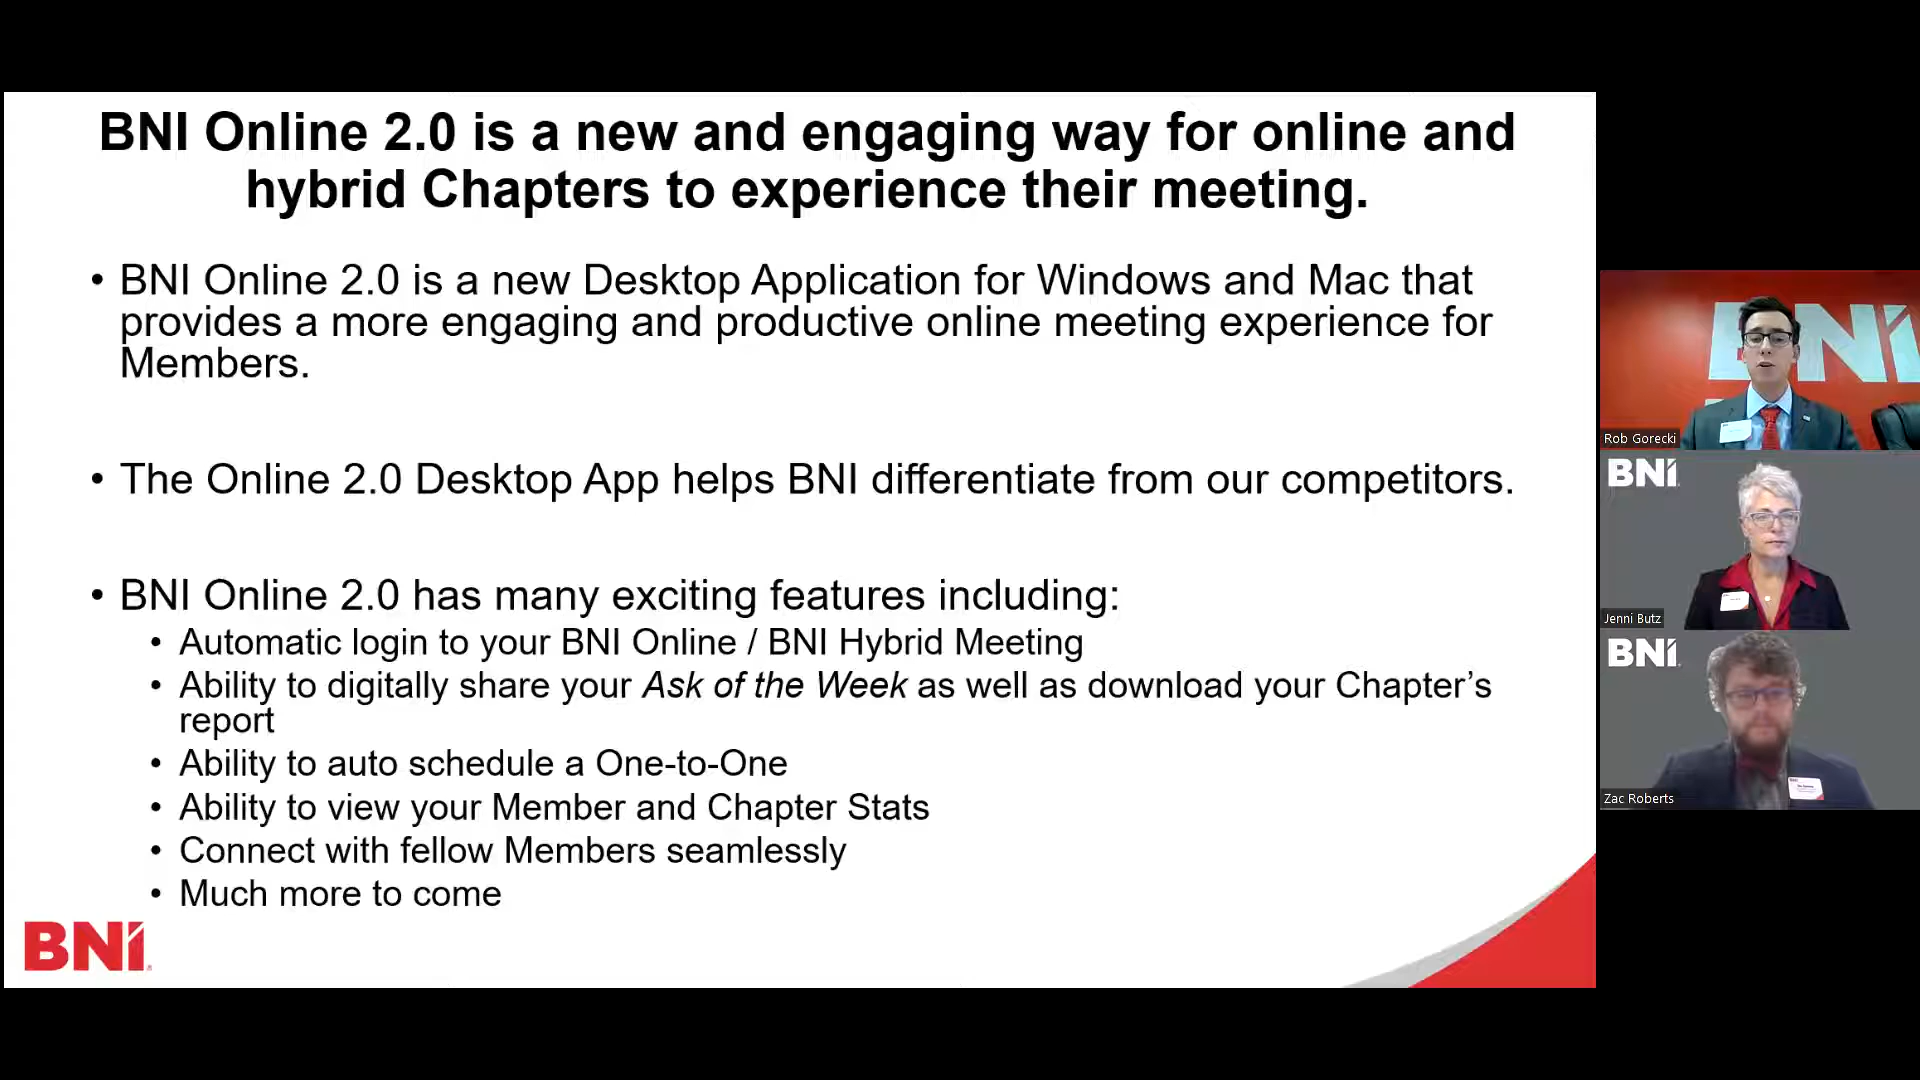 BNI Online 2.0 is a new and engaging way for online and
hybrid Chapters to experience their meeting.
• BNI Online 2.0 is a new Desktop Application for Windows and Mac that
provides a more engaging and productive online meeting experience for
Members.
• The Online 2.0 Desktop App helps BNI differentiate from our competitors.
• BNI Online 2.0 has many exciting features including:
• Automatic login to your BNI Online / BNI Hybrid Meeting
• Ability to digitally share your Ask of the Week as well as download your Chapter’s
report
• Ability to auto schedule a One-to-One
• Ability to view your Member and Chapter Stats
• Connect with fellow Members seamlessly
• Much more to come
BNI
BNI
Rob Gorecki
BNI
Jenni Butz
BNI
Zac Roberts